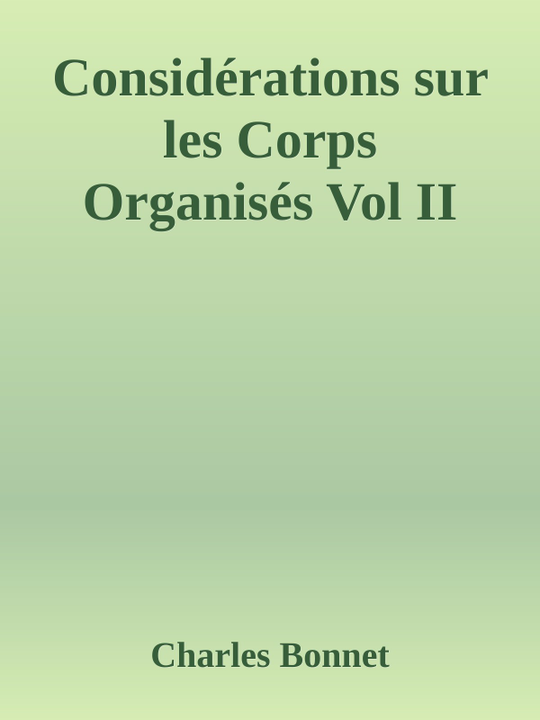 Considérations sur
les Corps
Organisés Vol II
Charles Bonnet